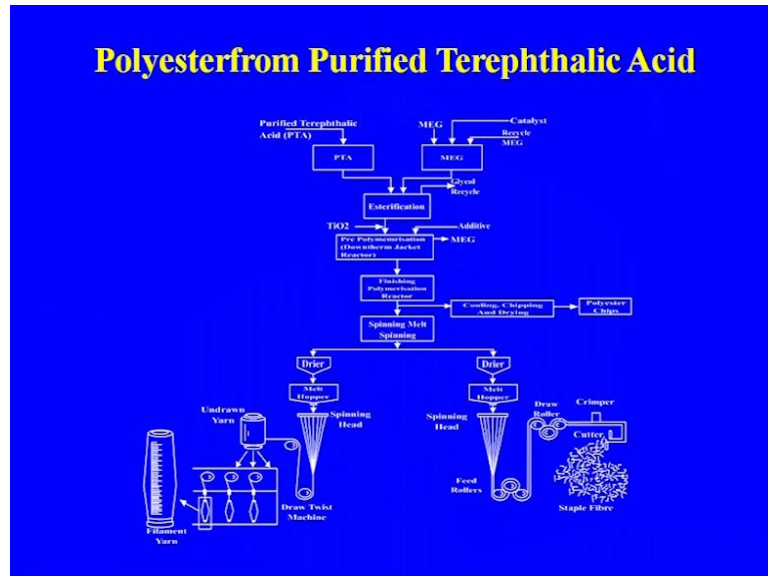 Polyesterfrom Purified Terephthalic Acid
Purified Terephthalic
Acid (PTA)
MEG
Catalyst
Recycle
MEG
PTA
MEG
Glycol
Recycle
Esterification
TiO2
Additive
Pre Polymemrisation
(Downtherm Jacket
Reactor)
MEG
Finishing
Polymerisation
Reactor
Cooling, Chipping
And Drying
Polyester
Chips
Spinning Melt
Spinning
Drier
Drier
Melt
Hopper
Melt
Hopper
Undrawn
Yarn
Spinning
Head
Spinning
Head
Draw
Roller
Crimper
Cutter
Feed
Rollers
Draw Twist
Machine
Staple Fibre
Filament
Yarn